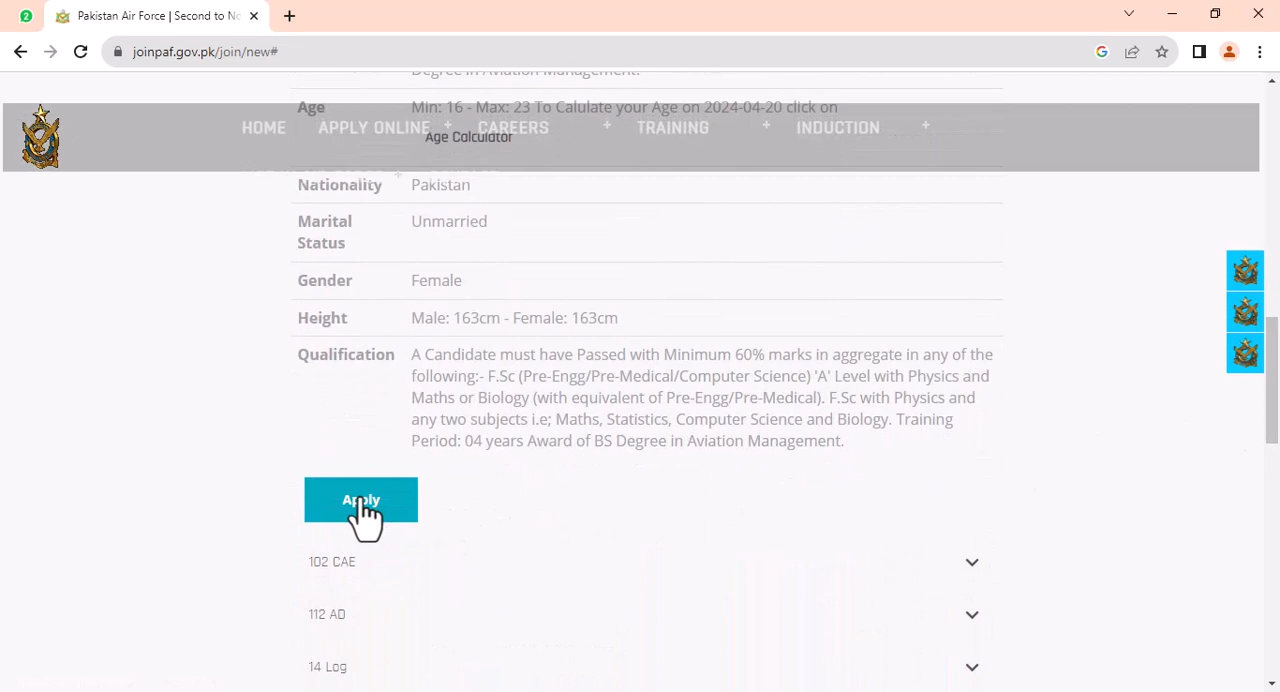 2
Pakistan Air Force | Second to No
joinpaf.gov.pk/join/new#
Degree in Aviation Management.
Age
Min: 16 - Max: 23 To Calulate your Age on 2024-04-20 click on
Age Calculator
HOME
APPLY ONLINE
+
CAREERS
+
TRAINING
+
INDUCTION
+
Nationality
Pakistan
Marital
Status
Unmarried
Gender
Female
Height
Male: 163cm - Female: 163cm
Qualification
A Candidate must have Passed with Minimum 60% marks in aggregate in any of the
following:- F.Sc (Pre-Engg/Pre-Medical/Computer Science) 'A' Level with Physics and
Maths or Biology (with equivalent of Pre-Engg/Pre-Medical). F.Sc with Physics and
any two subjects i.e; Maths, Statistics, Computer Science and Biology. Training
Period: 04 years Award of BS Degree in Aviation Management.
Apply
102 CAE
112 AD
14 Log